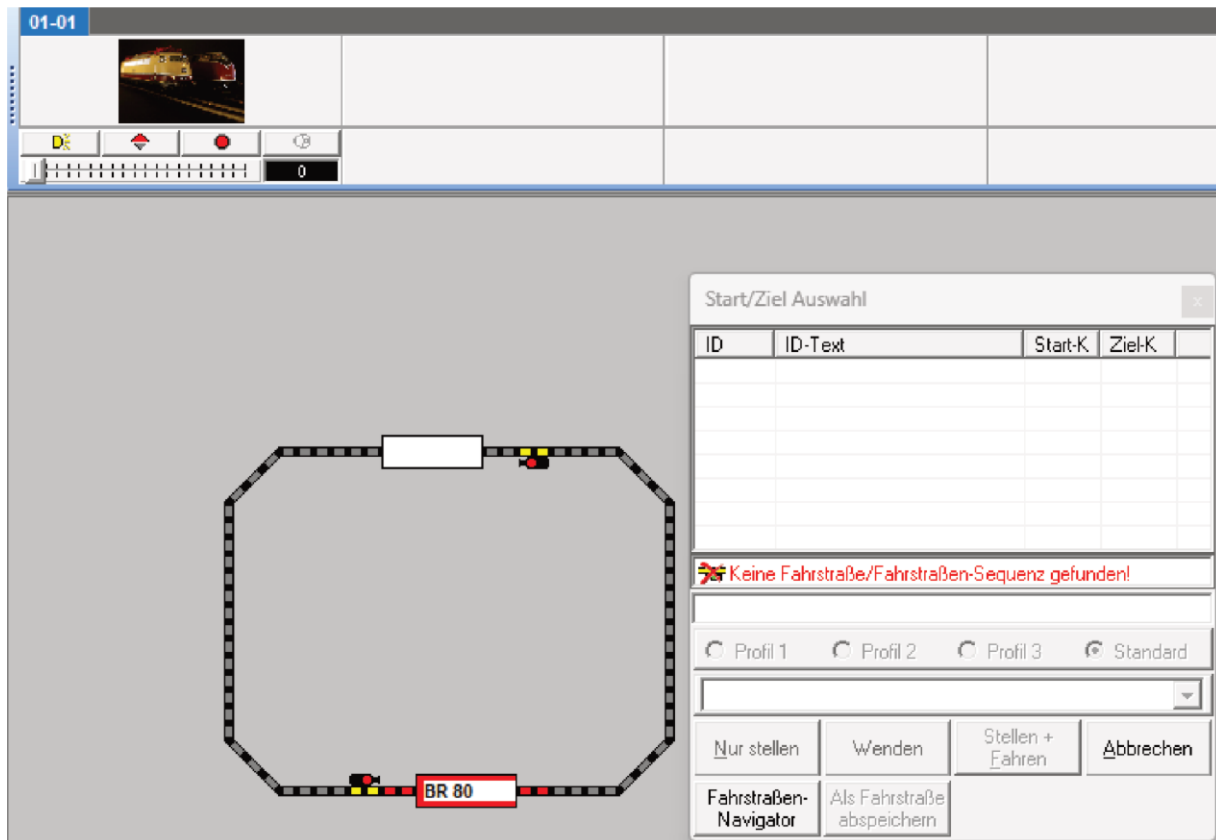 01-01
D
0
Start/Ziel Auswahl
ID ID-Text Start-K Ziel-K
Keine Fahrstraße/Fahrstraßen-Sequenz gefunden!
Profil 1 Profil 2 Profil 3 Standard
Nur stellen Wenden Stellen + Fahren Abbrechen
Fahrstraßen-Navigator Als Fahrstraße abspeichern
BR 80